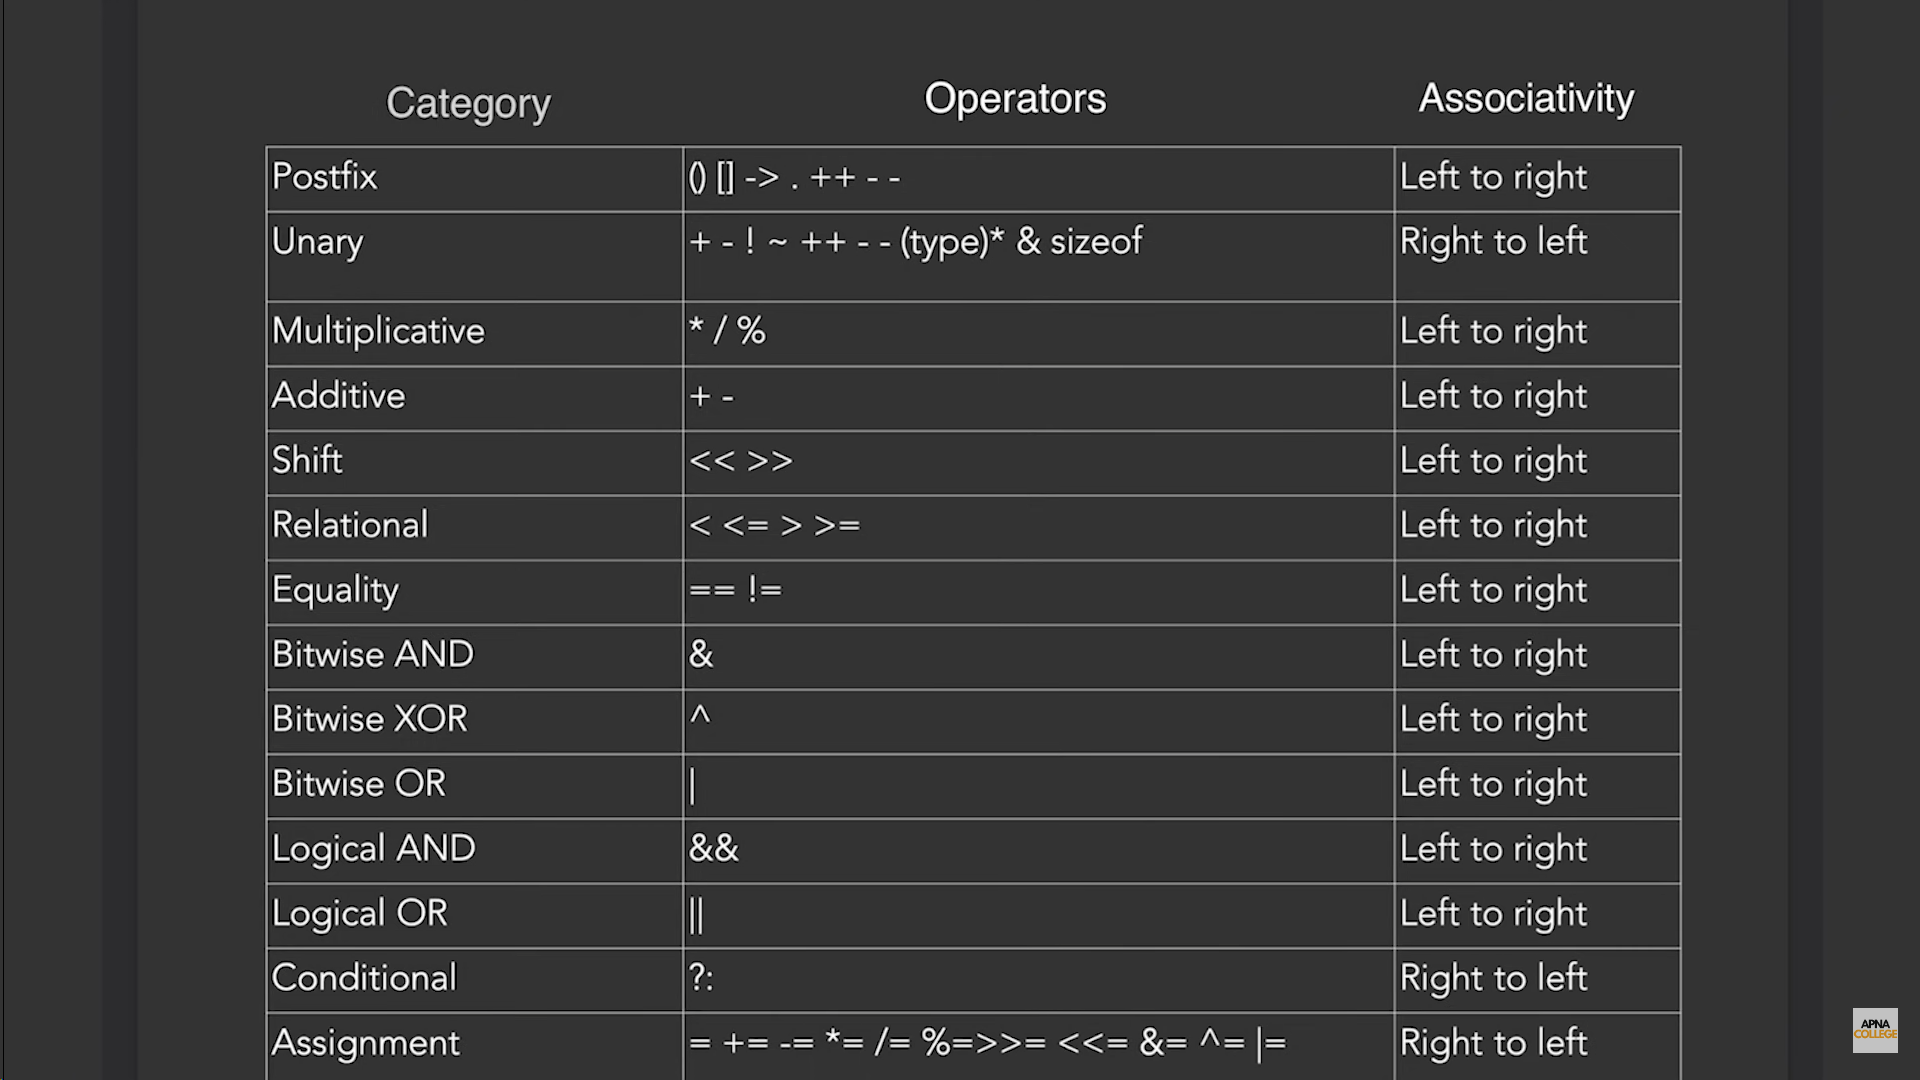 Category Operators Associativity
Postfix () [] -> . ++ - - Left to right
Unary + - ! ~ ++ - - (type)* & sizeof Right to left
Multiplicative * / % Left to right
Additive + - Left to right
Shift << >> Left to right
Relational < <= > >= Left to right
Equality == != Left to right
Bitwise AND & Left to right
Bitwise XOR ^ Left to right
Bitwise OR | Left to right
Logical AND && Left to right
Logical OR || Left to right
Conditional ?: Right to left
Assignment = += -= *= /= %=>>= <<= &= ^= |= Right to left
APNA
COLLEGE